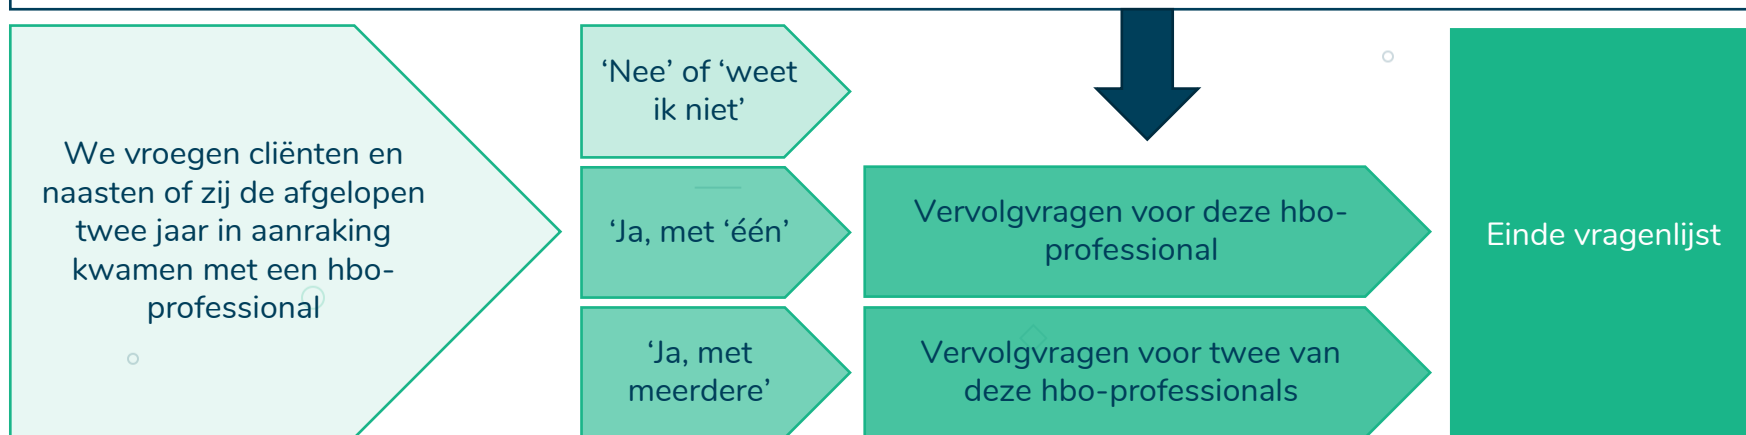 We vroegen cliënten en
naasten of zij de afgelopen
twee jaar in aanraking
kwamen met een hbo-
professional
‘Nee’ of ‘weet
ik niet’
‘Ja, met ‘één’
‘Ja, met
meerdere’
Vervolgvragen voor deze hbo-
professional
Vervolgvragen voor twee van
deze hbo-professionals
Einde vragenlijst